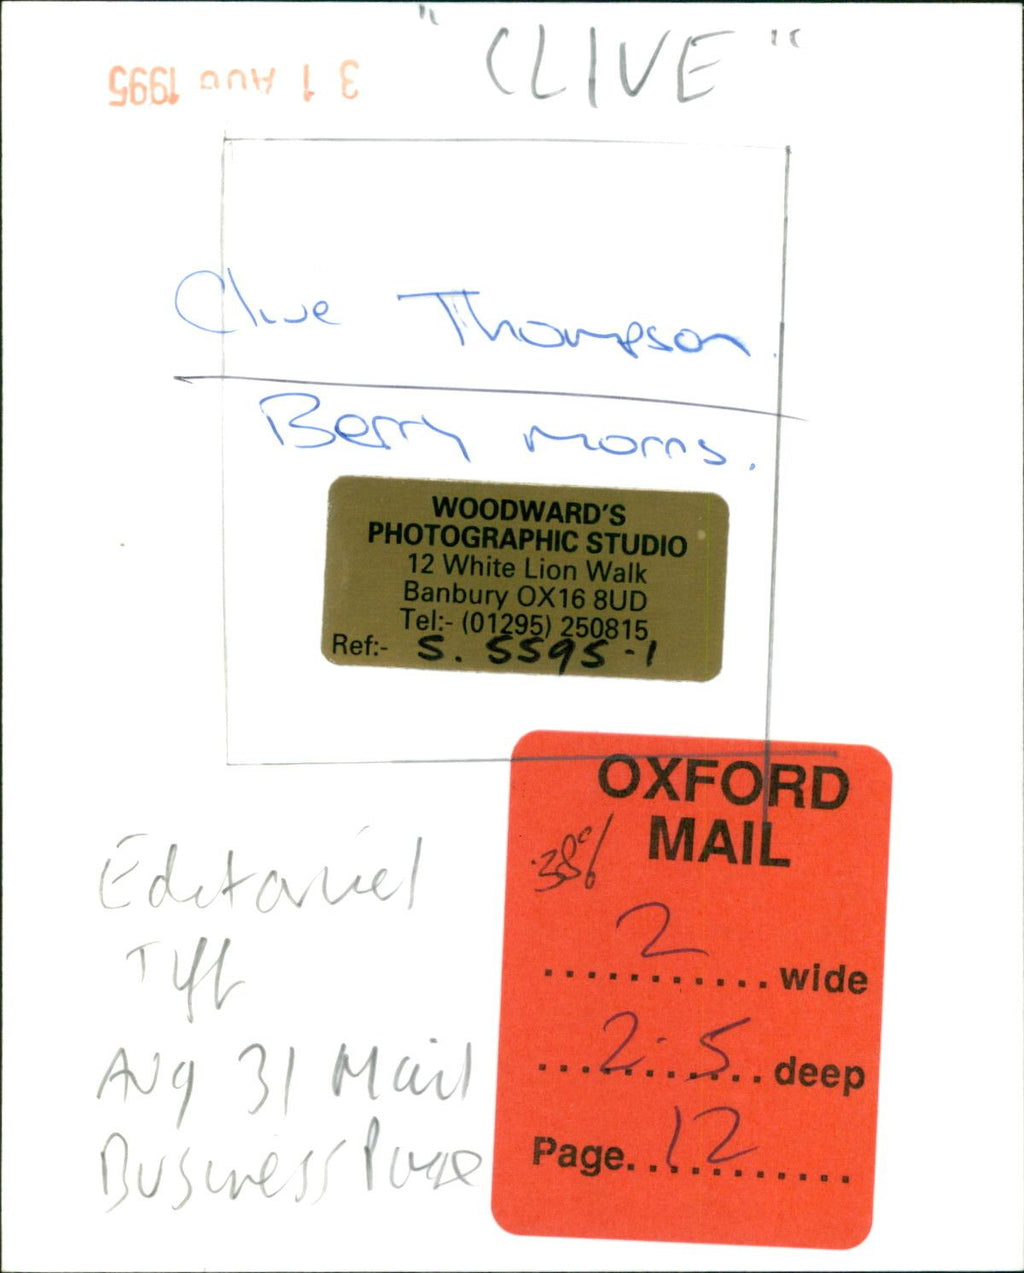 "CLIVE"
31 AUG 1995
Clive Thompson.
Berry Morris.
WOODWARD'S
PHOTOGRAPHIC STUDIO
12 White Lion Walk
Banbury OX16 8UD
Tel:- (01295) 250815
Ref:- S. 5595-1
OXFORD
MAIL
38%
2 wide
2.5 deep
Page 12
Editorial
Aug 31 Mail
Business Page